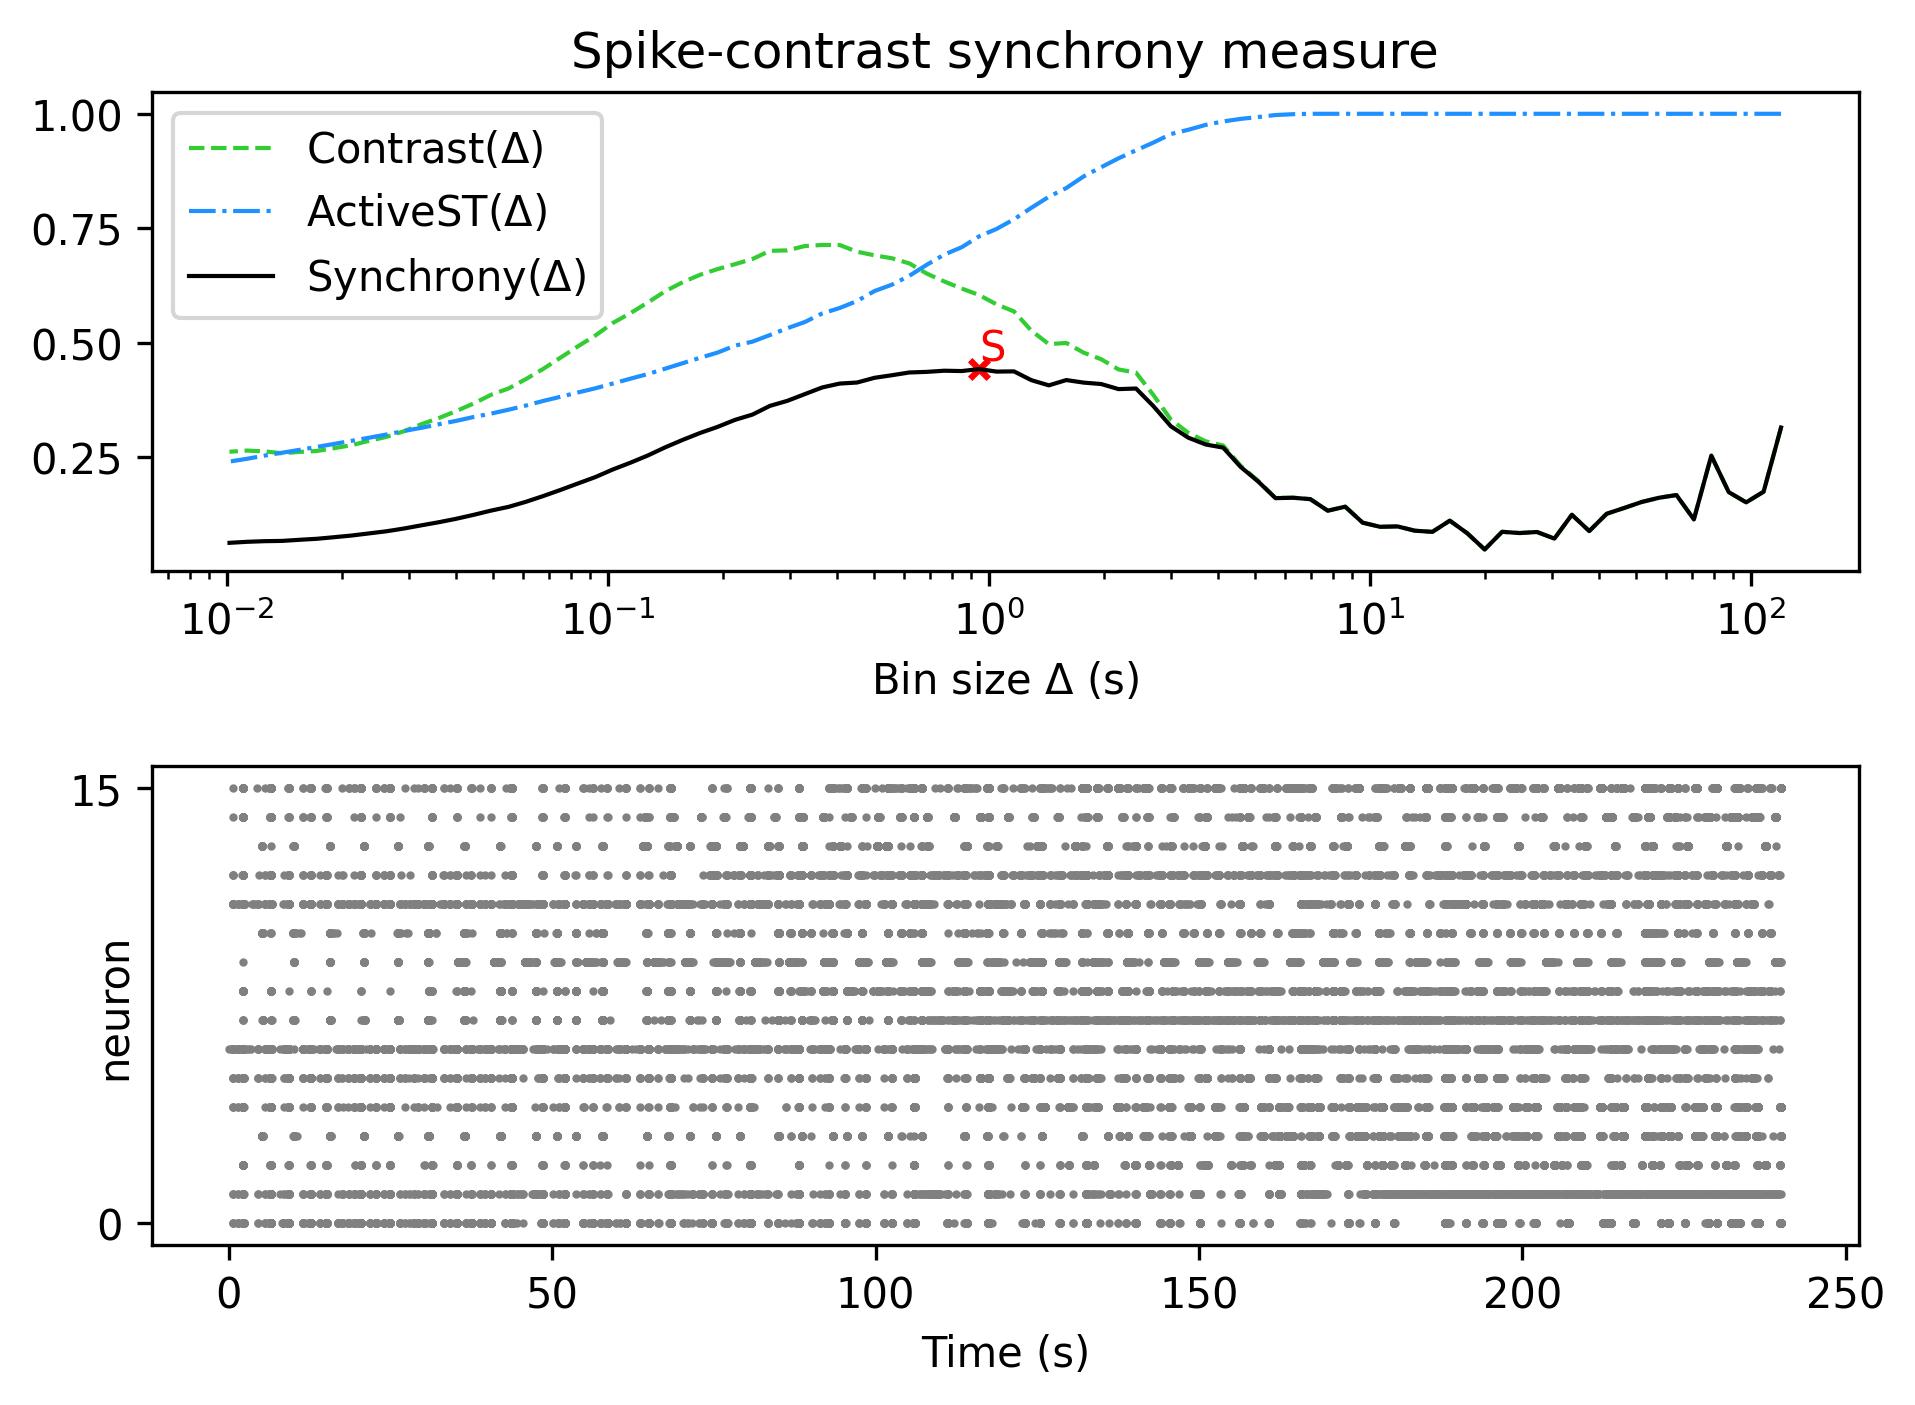 Spike-contrast synchrony measure
1.00
0.75
0.50
0.25
Contrast(Δ)
ActiveST(Δ)
Synchrony(Δ)
S
10⁻² 10⁻¹ 10⁰ 10¹ 10²
Bin size Δ (s)
15
0
neuron
0 50 100 150 200 250
Time (s)